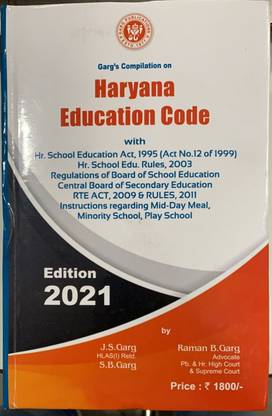 Garg's Compilation on
Haryana
Education Code
with
Hr. School Education Act, 1995 (Act No.12 of 1999)
Hr. School Edu. Rules, 2003
Regulations of Board of School Education
Central Board of Secondary Education
RTE ACT, 2009 & RULES, 2011
Instructions regarding Mid-Day Meal,
Minority School, Play School
Edition
2021
by
J.S.Garg
HLAS(I) Retd.
S.B.Garg
Raman B.Garg
Advocate
Pb. & Hr. High Court
& Supreme Court
Price : ₹ 1800/-